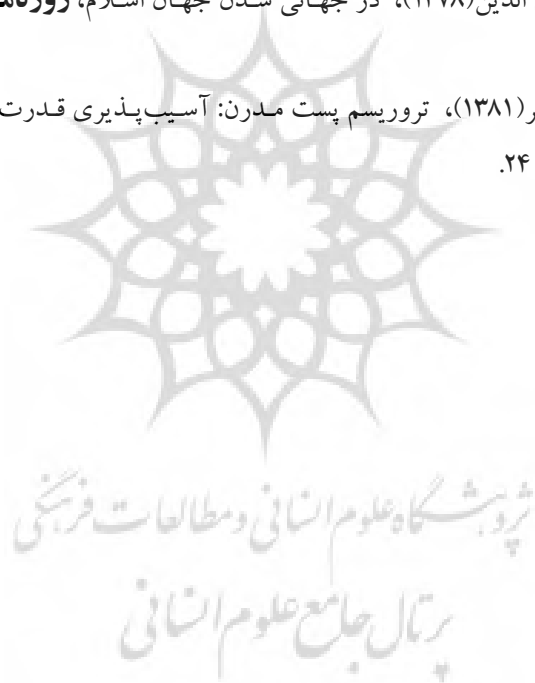 الدین(۱۳۷۸)، در جهانی شدن جهان اسلام، روزنام
ر(۱۳۸۱)، تروریسم پست مدرن: آسیب‌پذیری قدرت
۲۴.
پژوهشگاه علوم انسانی و مطالعات فرهنگی
پرتال جامع علوم انسانی